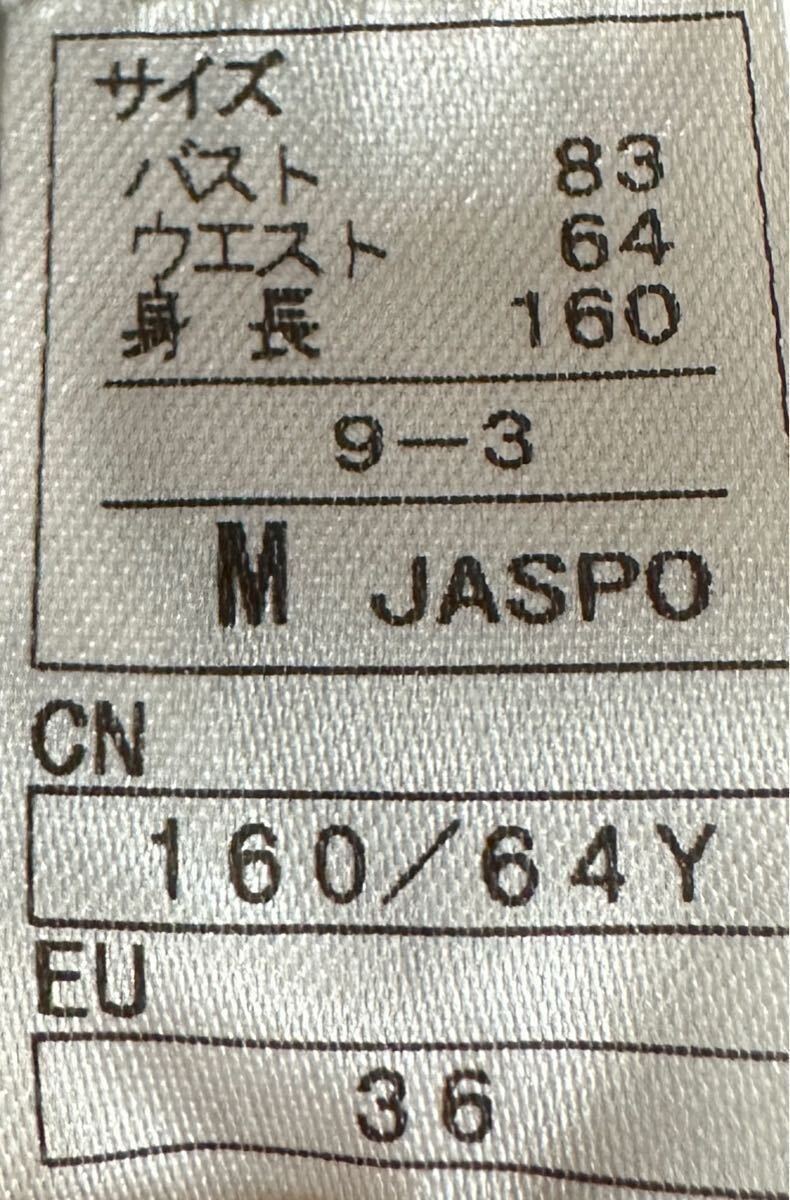 サイズ
バスト 83
ウエスト 64
身長 160
9-3
M JASPO
CN
160/64Y
EU
36